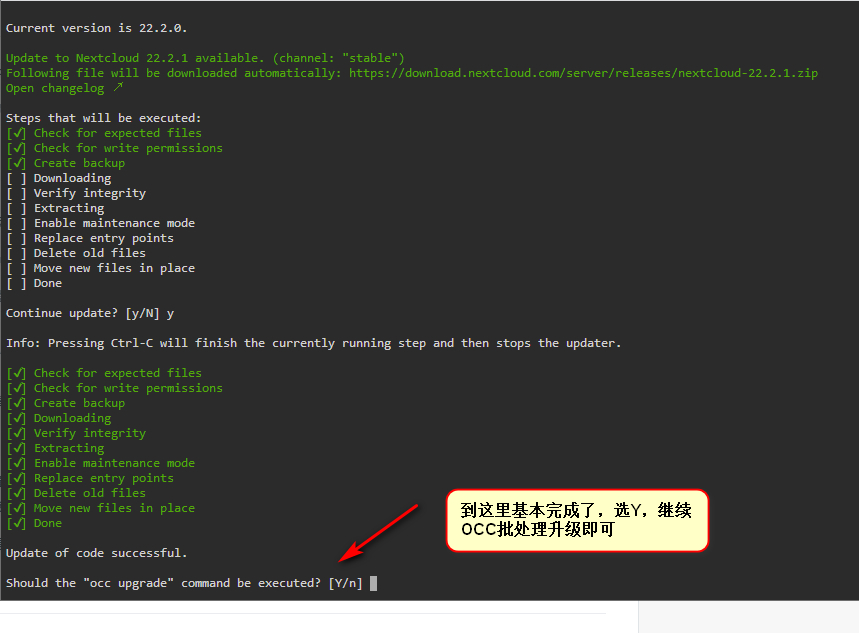 Current version is 22.2.0.
Update to Nextcloud 22.2.1 available. (channel: "stable")
Following file will be downloaded automatically: https://download.nextcloud.com/server/releases/nextcloud-22.2.1.zip
Open changelog ↗
Steps that will be executed:
[✓] Check for expected files
[✓] Check for write permissions
[✓] Create backup
[ ] Downloading
[ ] Verify integrity
[ ] Extracting
[ ] Enable maintenance mode
[ ] Replace entry points
[ ] Delete old files
[ ] Move new files in place
[ ] Done
Continue update? [y/N] y
Info: Pressing Ctrl-C will finish the currently running step and then stops the updater.
[✓] Check for expected files
[✓] Check for write permissions
[✓] Create backup
[✓] Downloading
[✓] Verify integrity
[✓] Extracting
[✓] Enable maintenance mode
[✓] Replace entry points
[✓] Delete old files
[✓] Move new files in place
[✓] Done
到这里基本完成了，选Y，继续
OCC批处理升级即可
Update of code successful.
Should the "occ upgrade" command be executed? [Y/n]